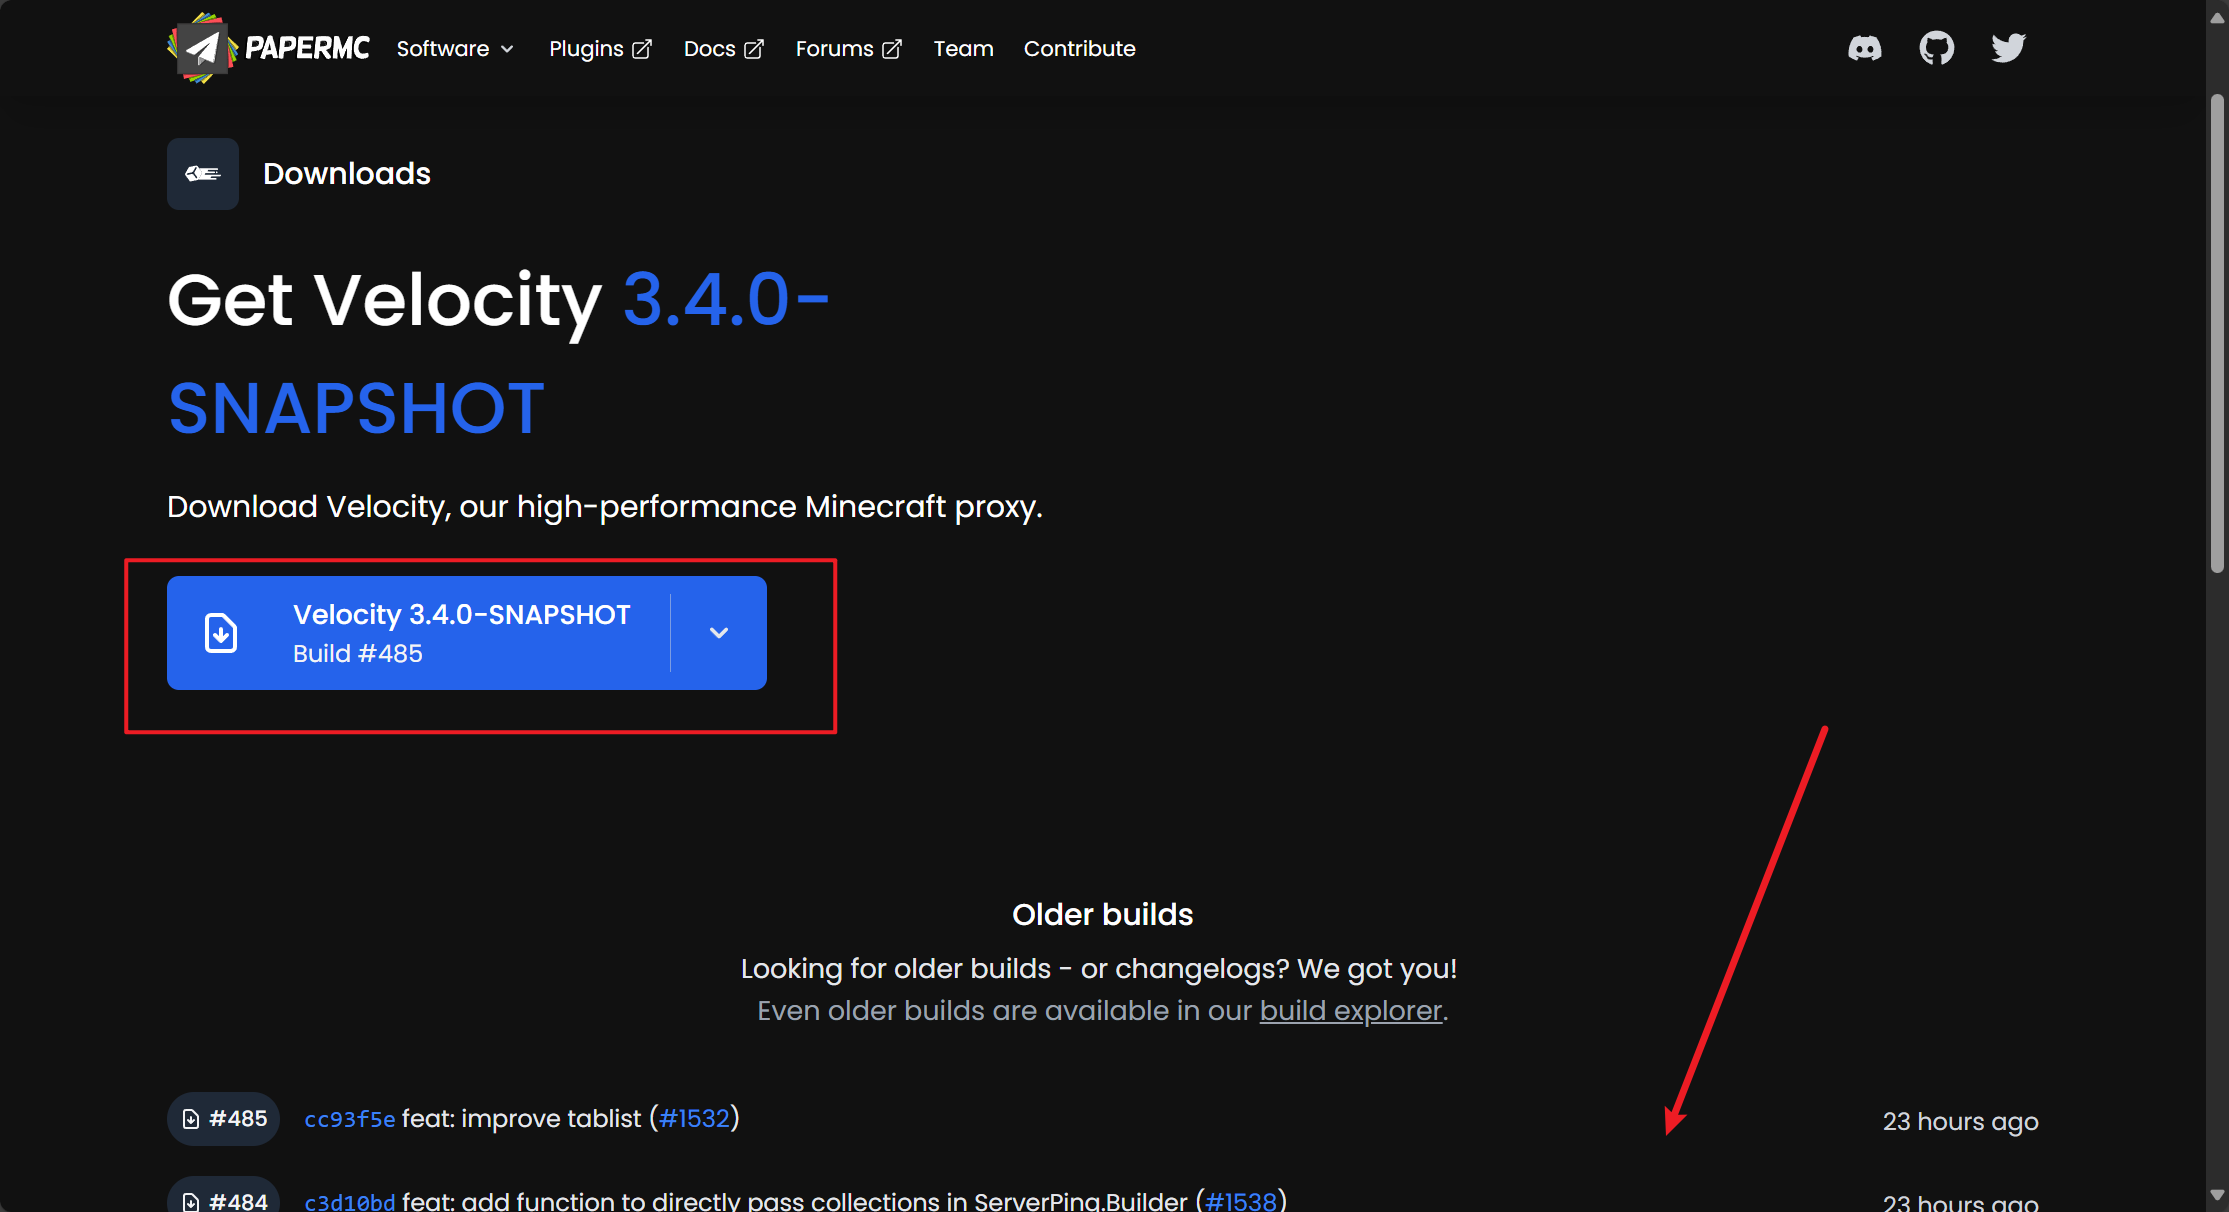 PAPERMC Software Plugins Docs Forums Team Contribute
Downloads
Get Velocity 3.4.0-
SNAPSHOT
Download Velocity, our high-performance Minecraft proxy.
Velocity 3.4.0-SNAPSHOT
Build #485
Older builds
Looking for older builds - or changelogs? We got you!
Even older builds are available in our build explorer.
#485 cc93f5e feat: improve tablist (#1532) 23 hours ago
#484 c3d10bd feat: add function to directly pass collections in ServerPing.Builder (#1538) 23 hours ago